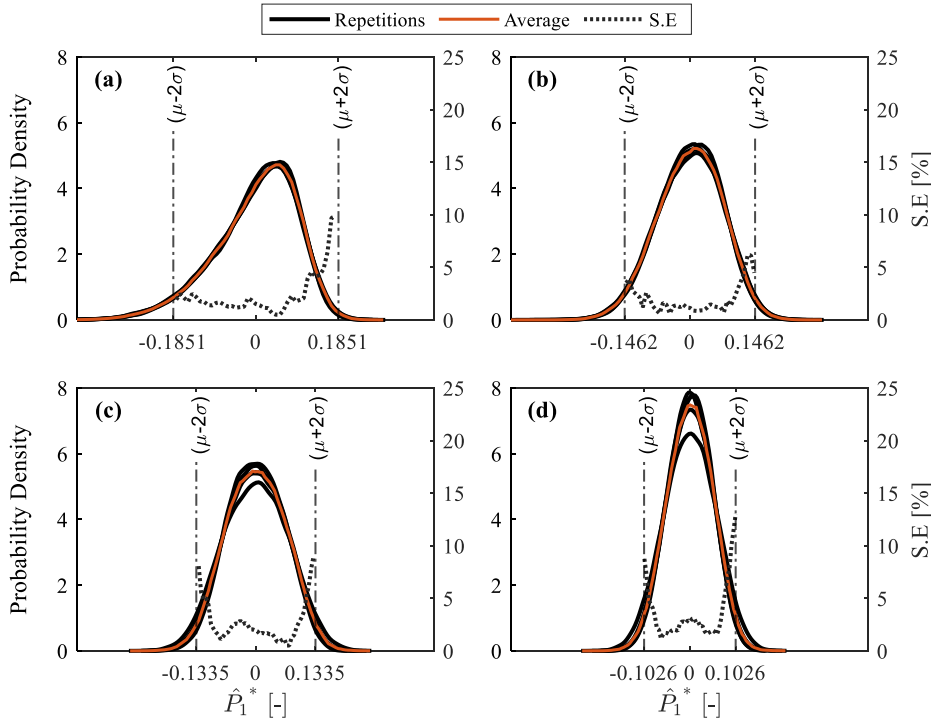 Repetitions Average S.E
(a) (μ-2σ) (μ+2σ)
Probability Density
0 2 4 6 8
0 5 10 15 20 25
-0.1851 0 0.1851
(b) (μ-2σ) (μ+2σ)
0 2 4 6 8
0 5 10 15 20 25
S.E [%]
-0.1462 0 0.1462
(c) (μ-2σ) (μ+2σ)
Probability Density
0 2 4 6 8
0 5 10 15 20 25
-0.1335 0 0.1335
P̂₁* [-]
(d) (μ-2σ) (μ+2σ)
0 2 4 6 8
0 5 10 15 20 25
S.E [%]
-0.1026 0 0.1026
P̂₁* [-]